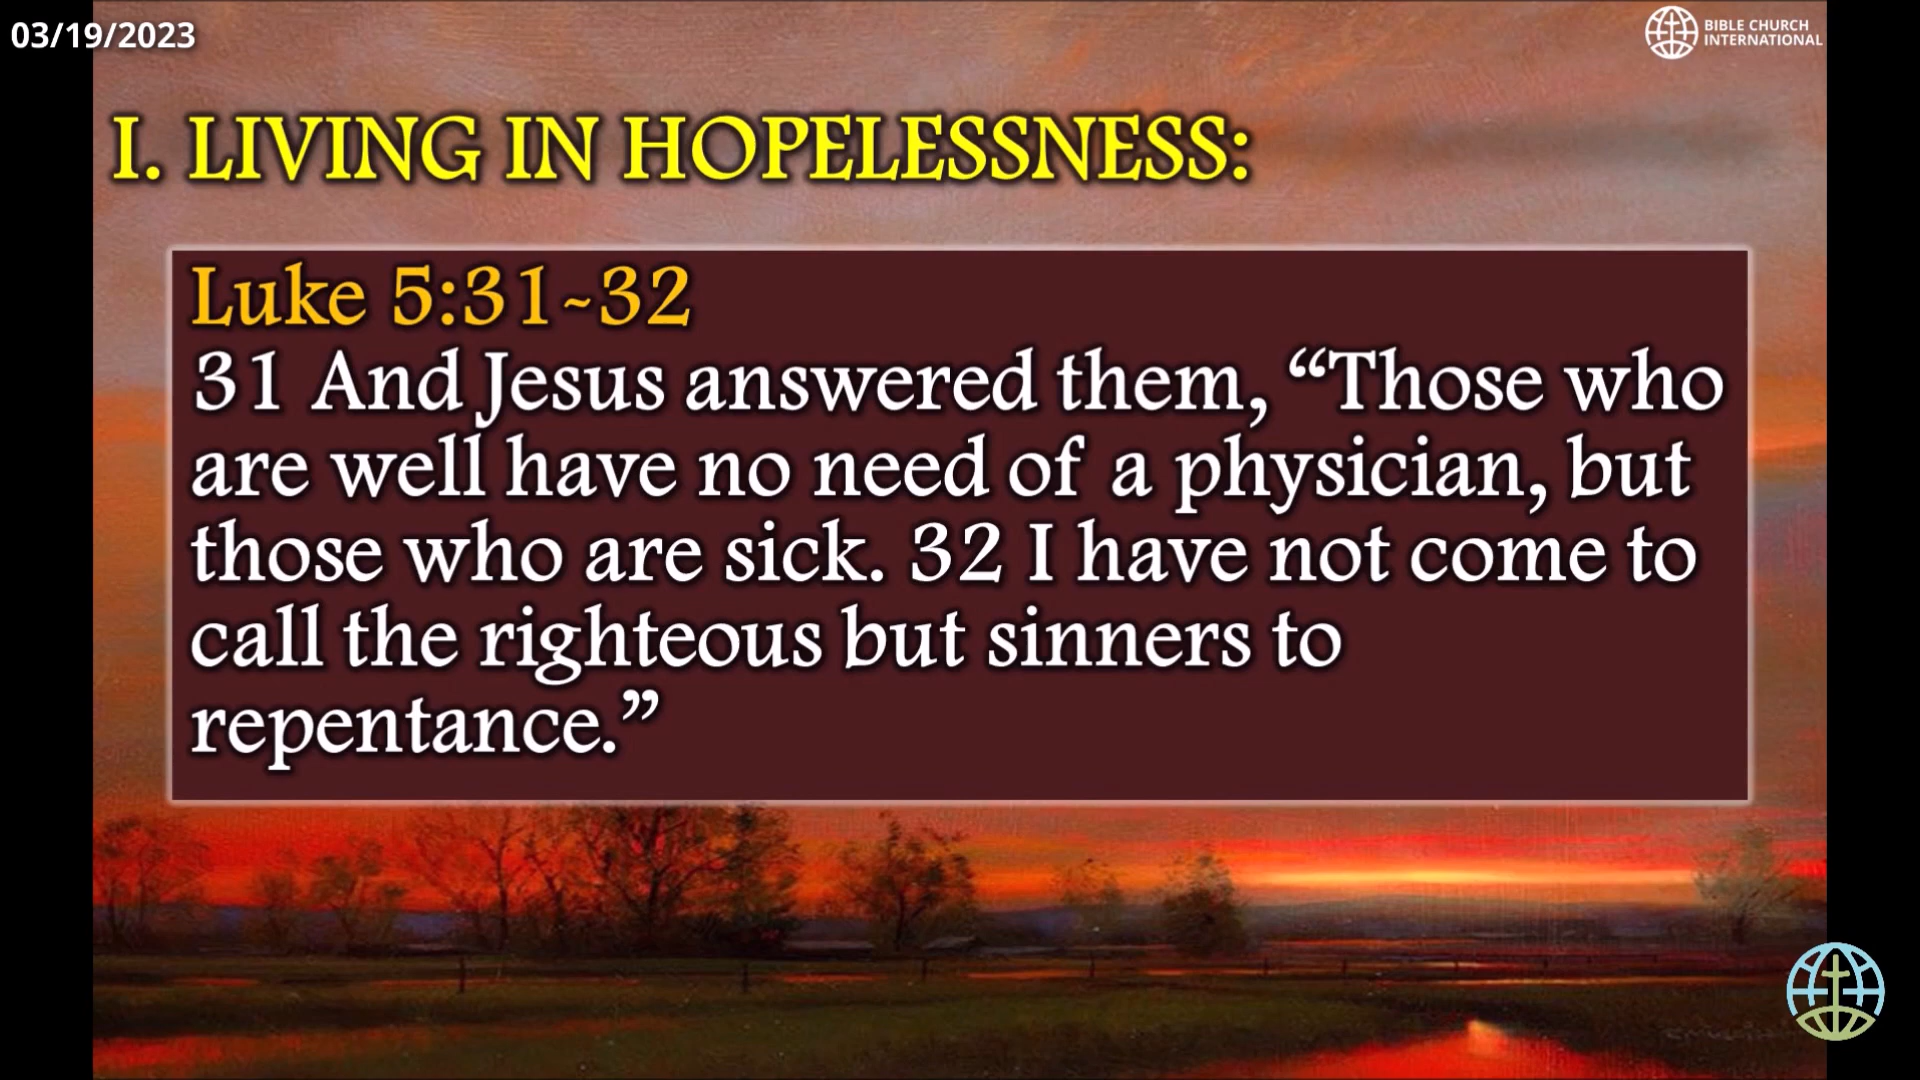 03/19/2023
BIBLE CHURCH
INTERNATIONAL
I. LIVING IN HOPELESSNESS:
Luke 5:31~32
31 And Jesus answered them, “Those who
are well have no need of a physician, but
those who are sick. 32 I have not come to
call the righteous but sinners to
repentance.”